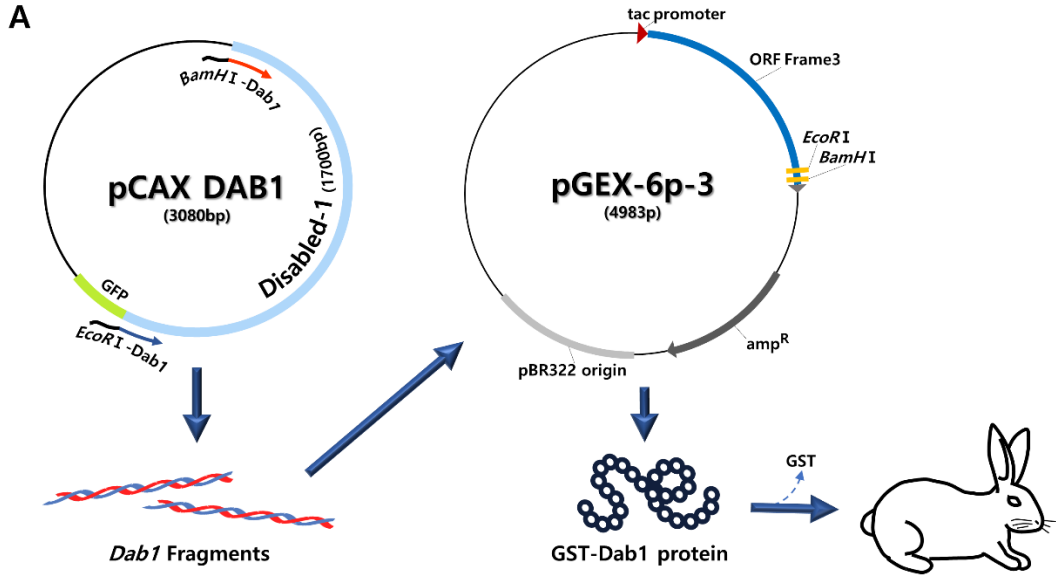 A
tac promoter
ORF Frame3
BamHI-Dab1
EcoRI
BamHI
pCAX DAB1
(3080bp)
Disabled-1 (1700bp)
pGEX-6p-3
(4983p)
GFP
EcoRI-Dab1
ampR
pBR322 origin
GST
Dab1 Fragments
GST-Dab1 protein